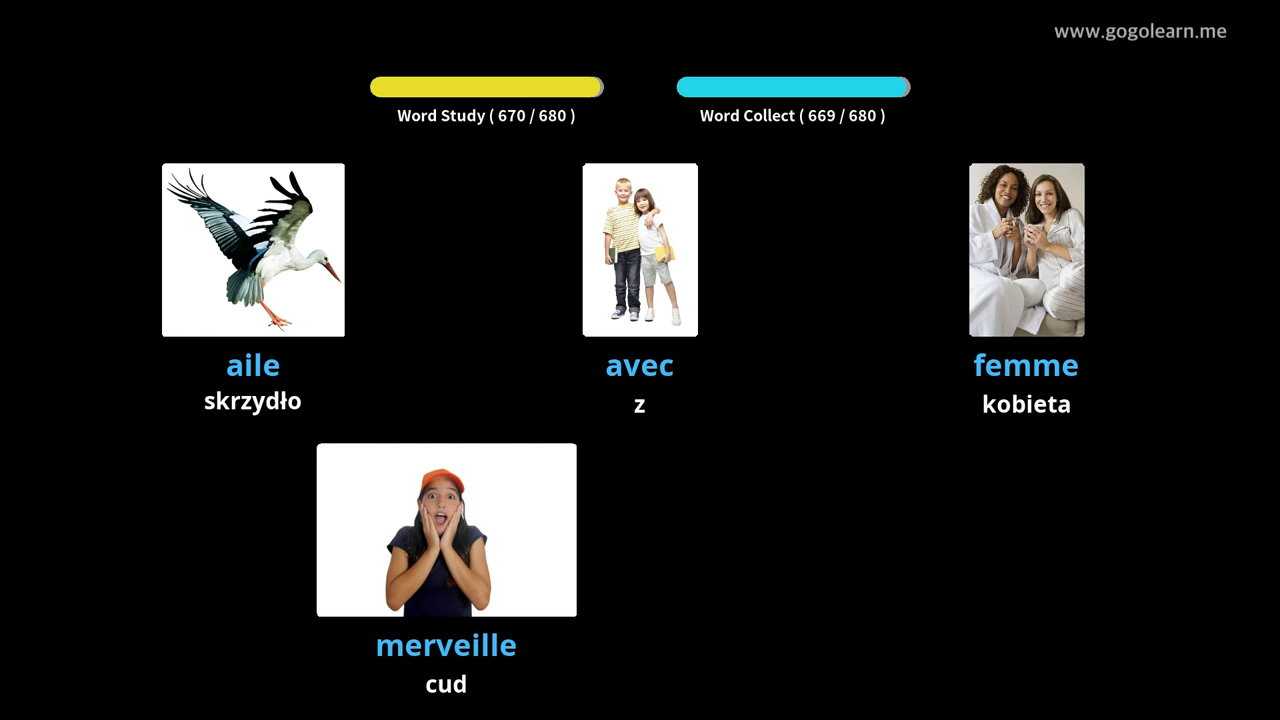 www.gogolearn.me
Word Study ( 670 / 680 )
Word Collect ( 669 / 680 )
aile
skrzydło
avec
z
femme
kobieta
merveille
cud